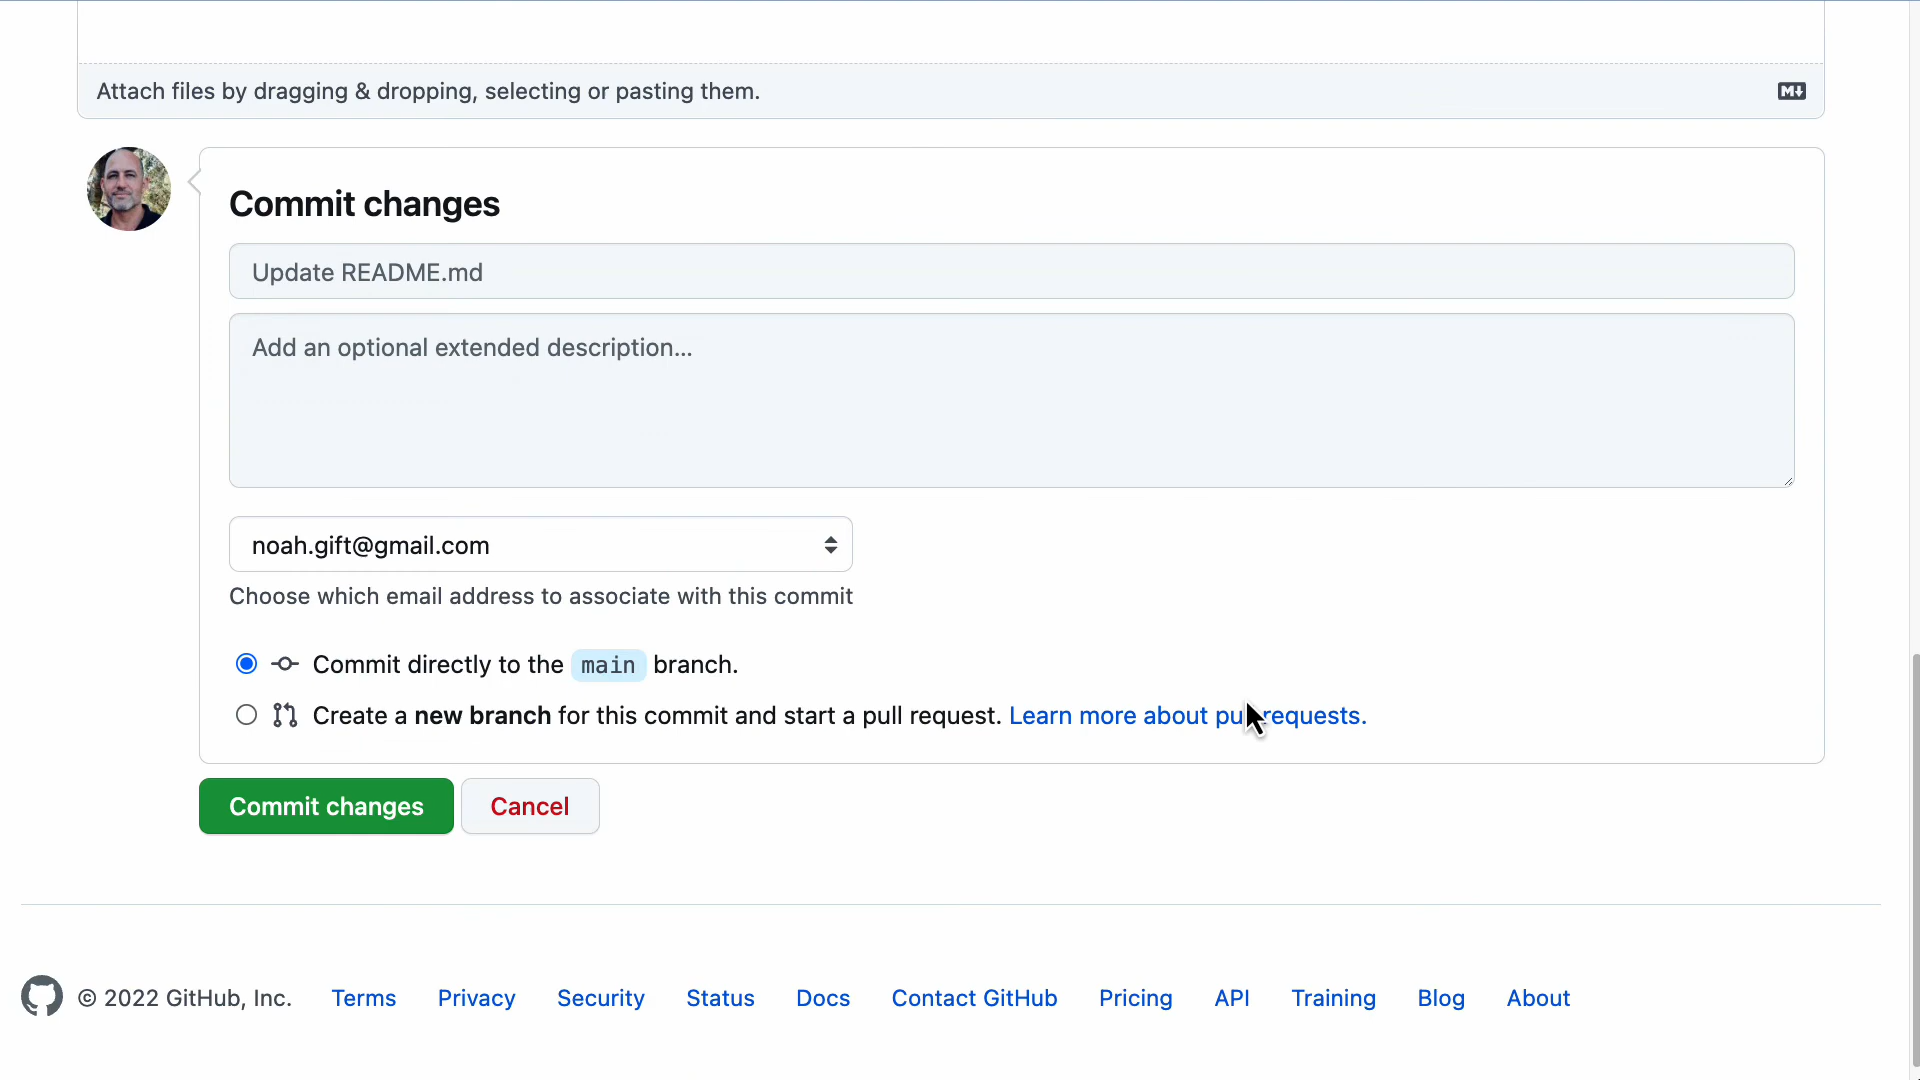 Attach files by dragging & dropping, selecting or pasting them.
M
Commit changes
Update README.md
Add an optional extended description...
noah.gift@gmail.com
Choose which email address to associate with this commit
Commit directly to the main branch.
Create a new branch for this commit and start a pull request. Learn more about pull requests.
Commit changes Cancel
© 2022 GitHub, Inc. Terms Privacy Security Status Docs Contact GitHub Pricing API Training Blog About